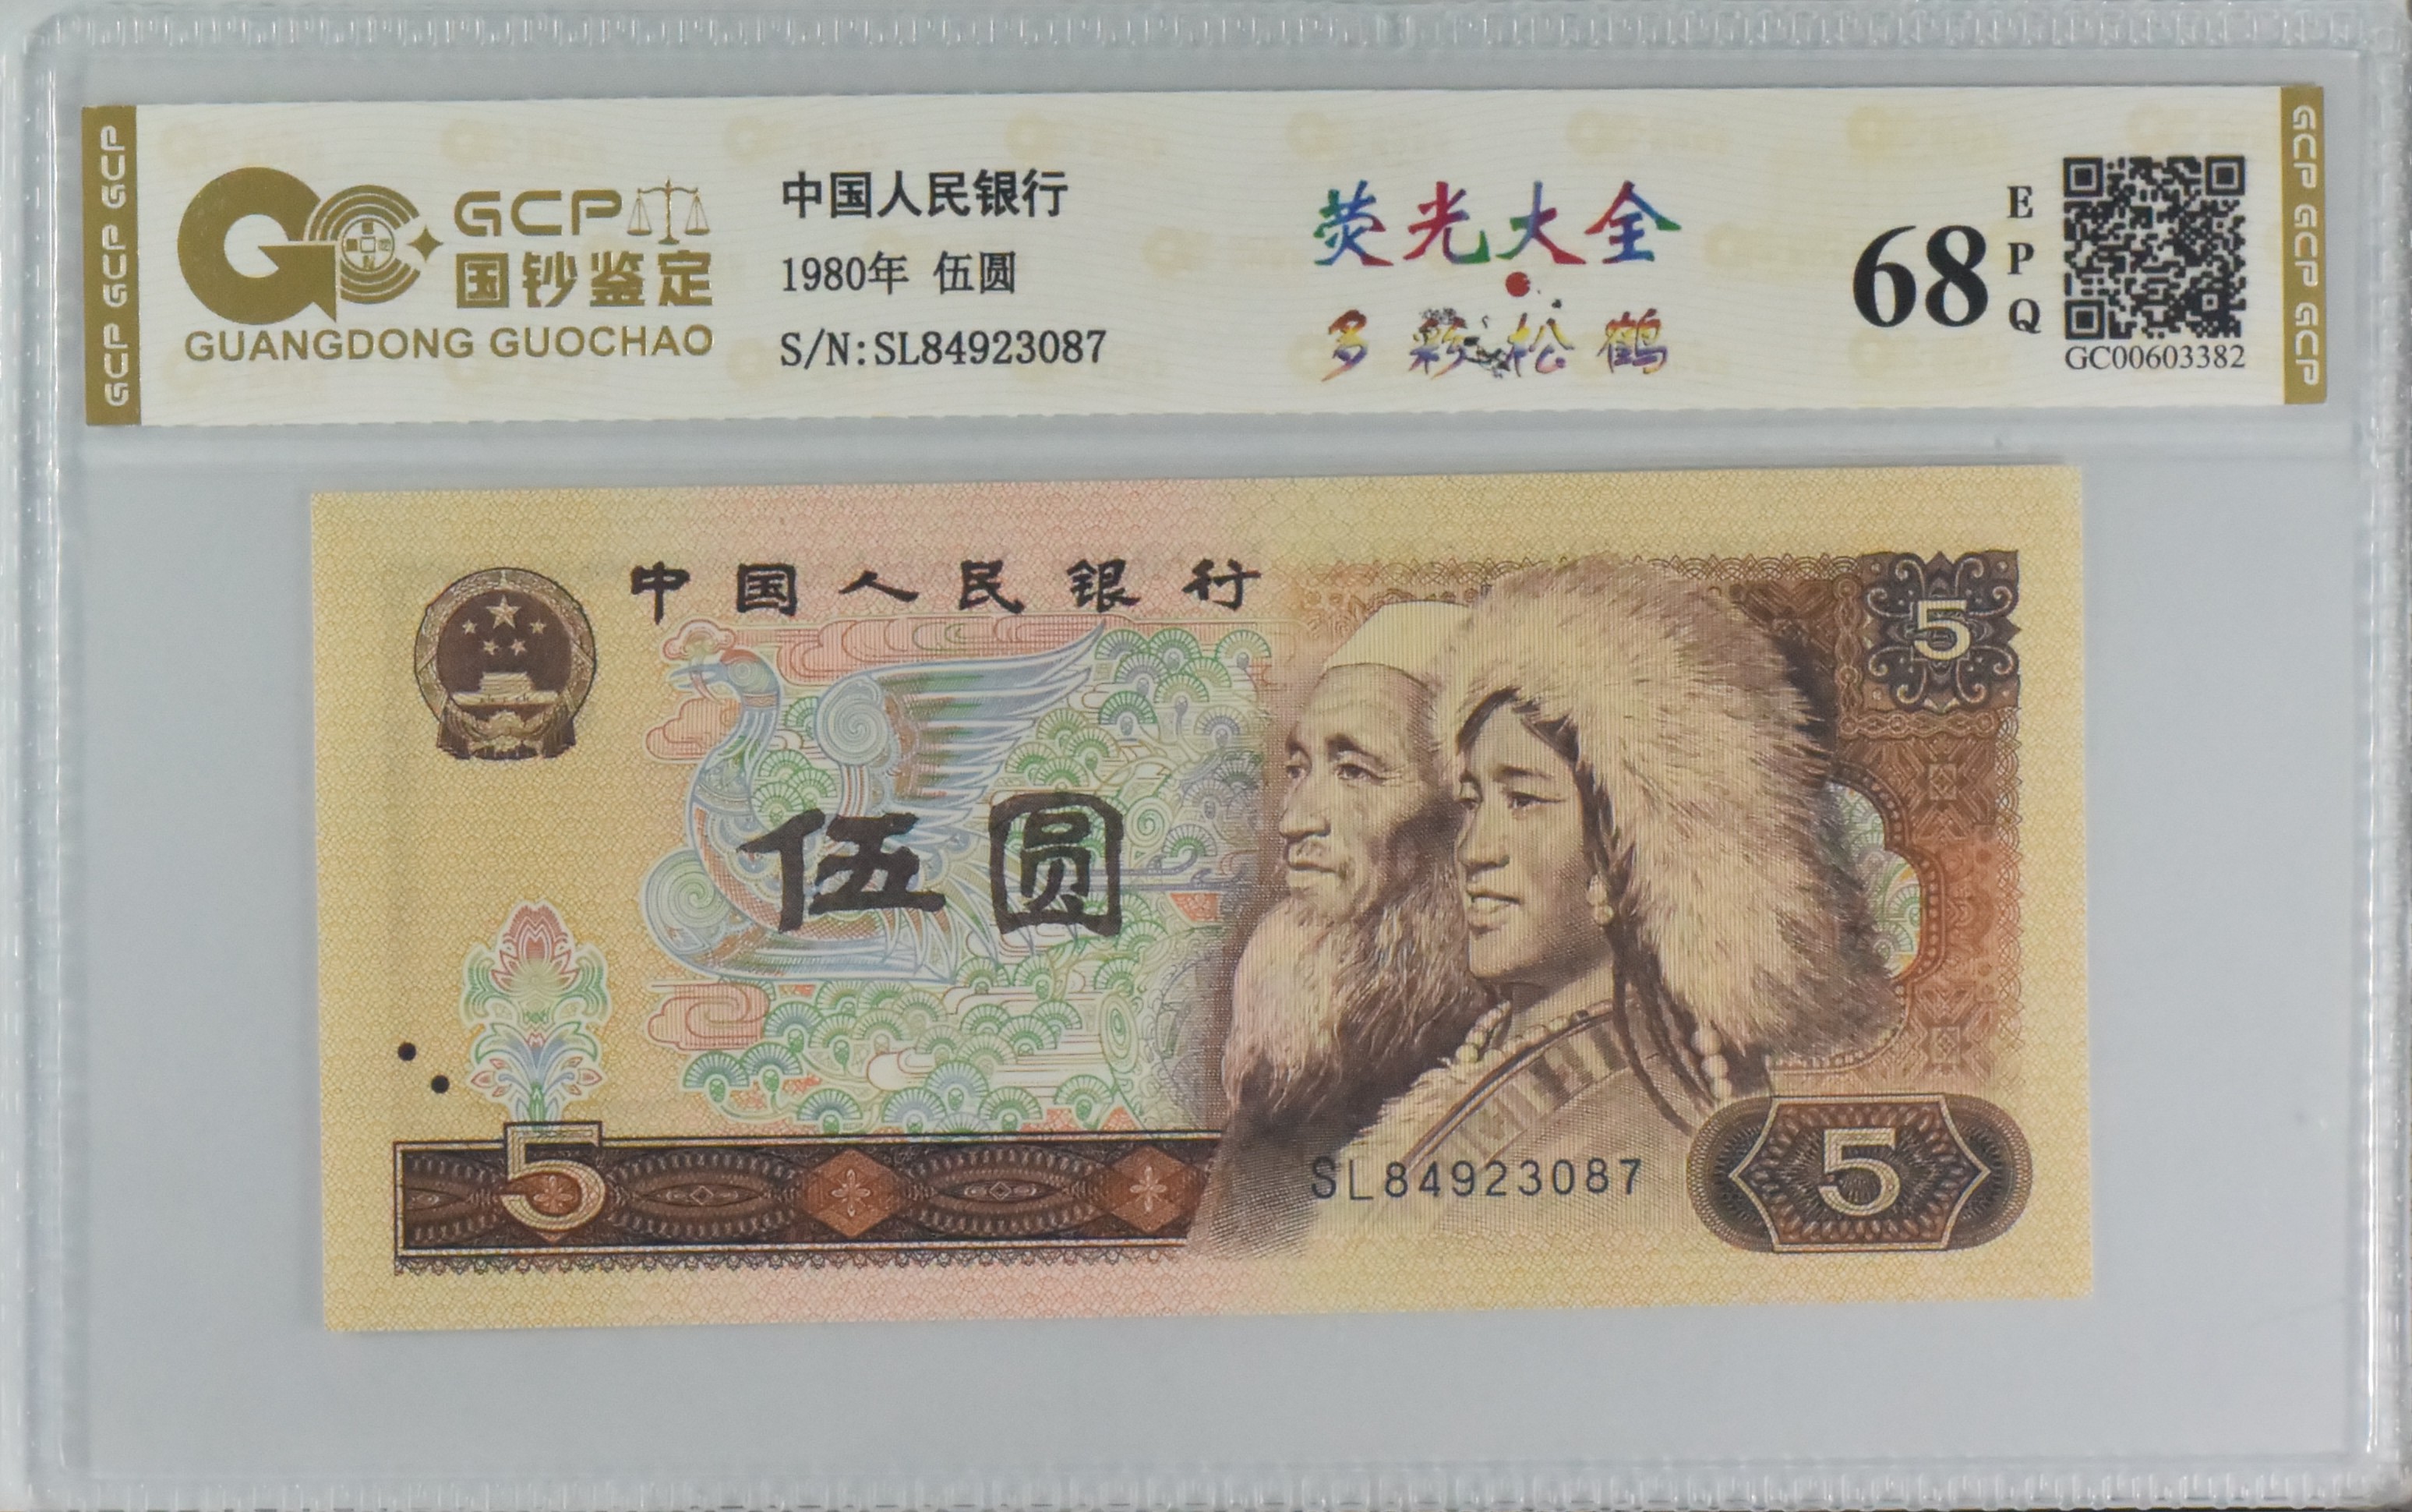 GCP GCP GCP
GCP
国钞鉴定
GUANGDONG GUOCHAO
中国人民银行
1980年 伍圆
S/N:SL84923087
荧光大全
多彩松鹤
68
EPQ
GC00603382
GCP GCP GCP
中国人民银行
5
伍圆
5
SL84923087
5